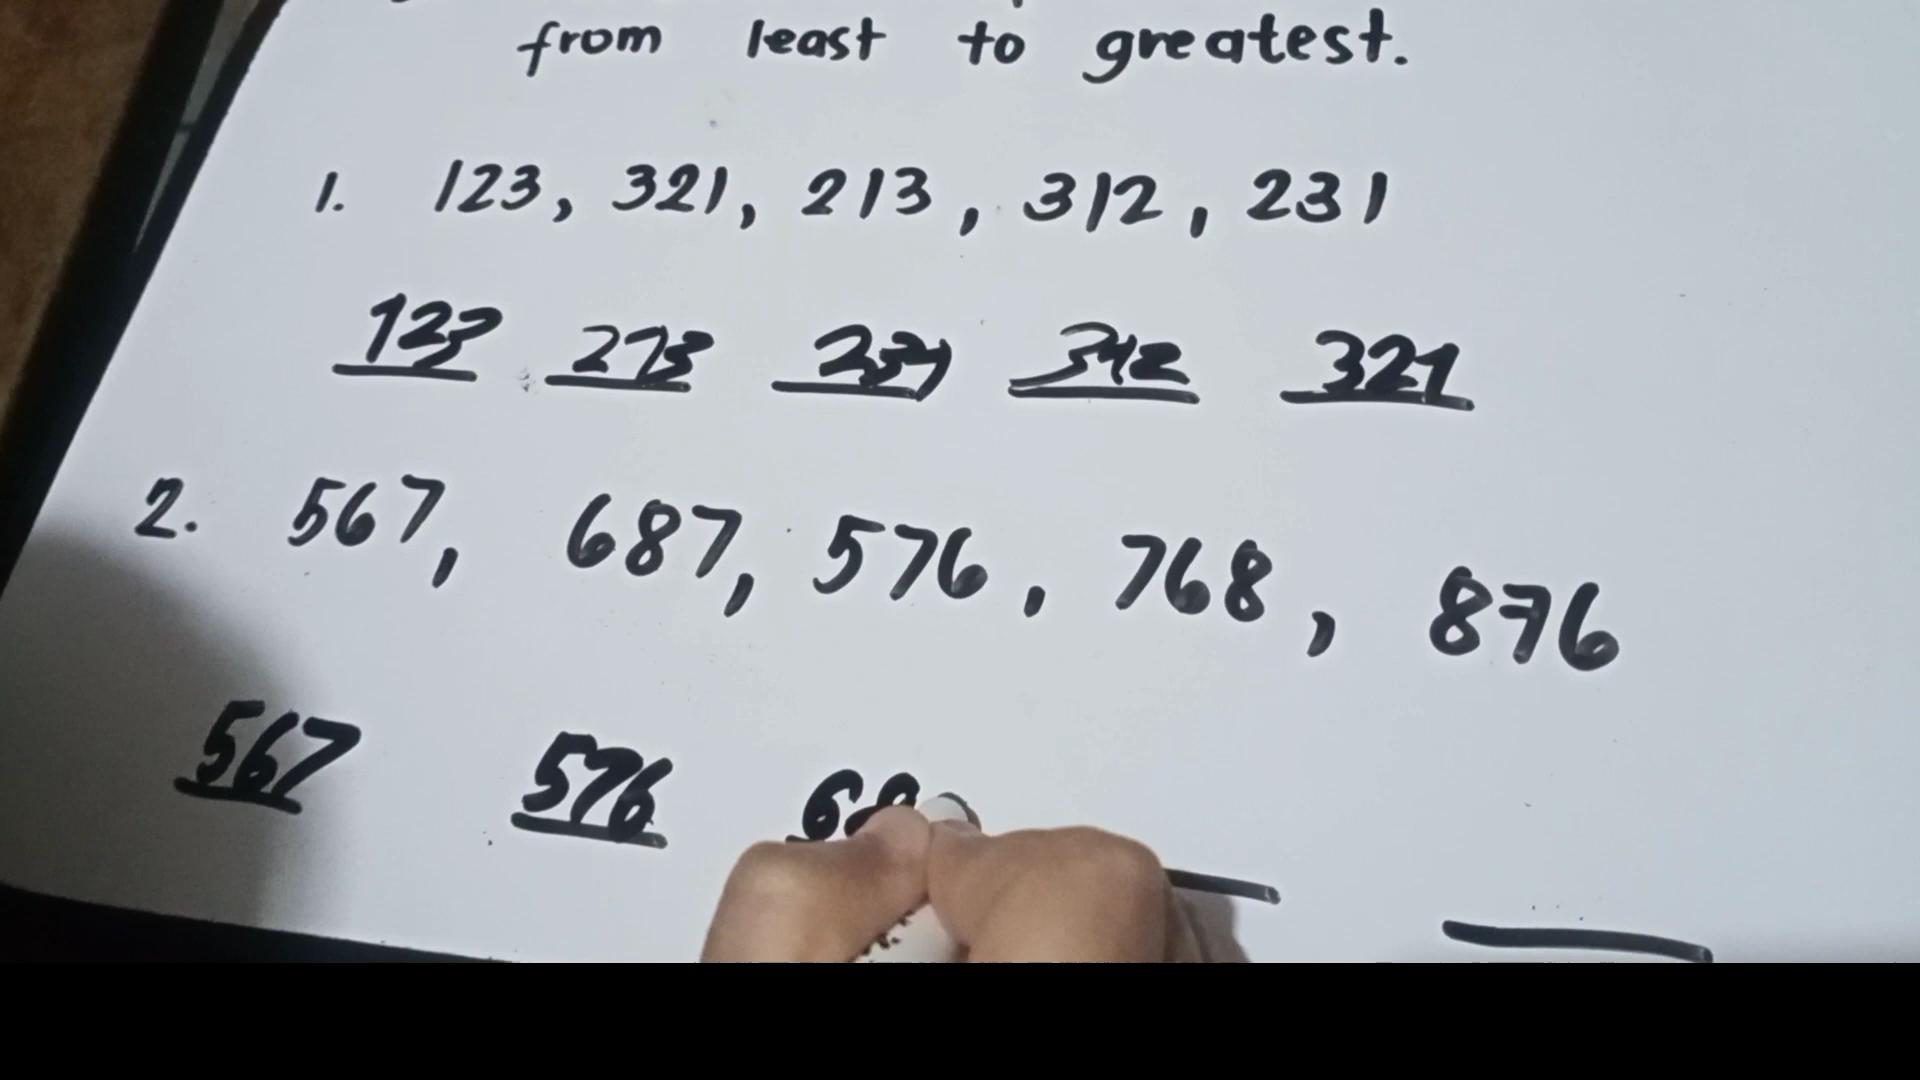 from least to greatest.
1. 123, 321, 213, 312, 231
123 213 231 312 321
2. 567, 687, 576, 768, 876
567 576 68